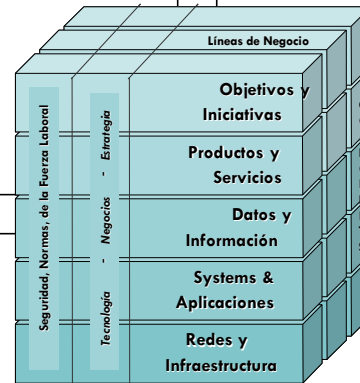 Líneas de Negocio
Objetivos y
Iniciativas
Productos y
Servicios
Datos y
Información
Systems &
Aplicaciones
Redes y
Infraestructura
Seguridad, Normas, de la Fuerza Laboral
Tecnología - Negocios - Estrategia